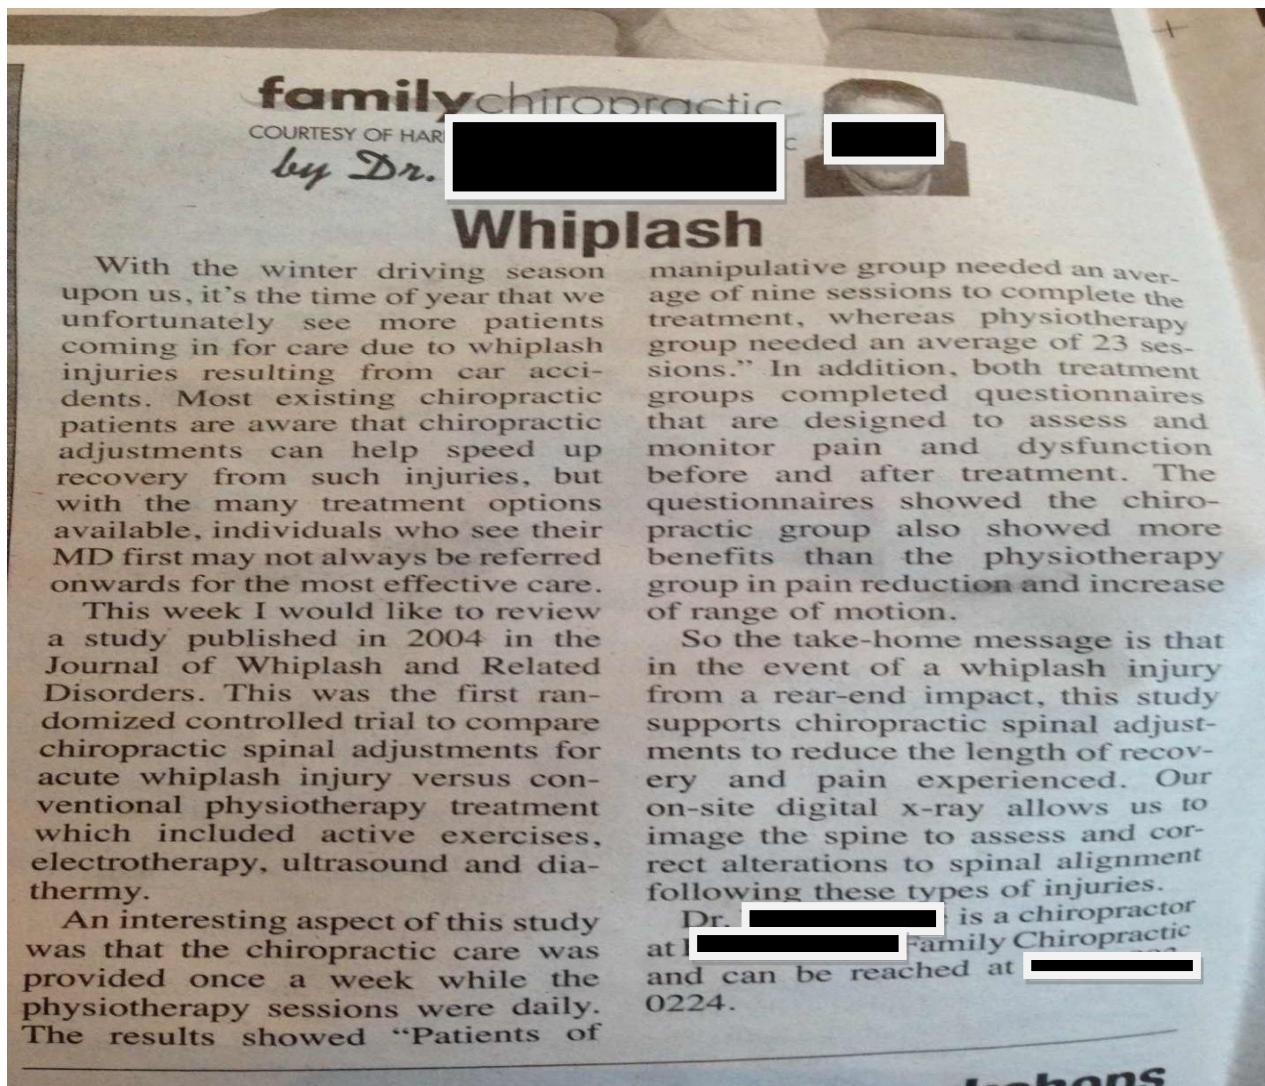 familychiropractic
COURTESY OF HAR
by Dr.
Whiplash
With the winter driving season
upon us, it's the time of year that we
unfortunately see more patients
coming in for care due to whiplash
injuries resulting from car acci-
dents. Most existing chiropractic
patients are aware that chiropractic
adjustments can help speed up
recovery from such injuries, but
with the many treatment options
available, individuals who see their
MD first may not always be referred
onwards for the most effective care.
This week I would like to review
a study published in 2004 in the
Journal of Whiplash and Related
Disorders. This was the first ran-
domized controlled trial to compare
chiropractic spinal adjustments for
acute whiplash injury versus con-
ventional physiotherapy treatment
which included active exercises,
electrotherapy, ultrasound and dia-
thermy.
An interesting aspect of this study
was that the chiropractic care was
provided once a week while the
physiotherapy sessions were daily.
The results showed “Patients of
manipulative group needed an aver-
age of nine sessions to complete the
treatment, whereas physiotherapy
group needed an average of 23 ses-
sions.” In addition, both treatment
groups completed questionnaires
that are designed to assess and
monitor pain and dysfunction
before and after treatment. The
questionnaires showed the chiro-
practic group also showed more
benefits than the physiotherapy
group in pain reduction and increase
of range of motion.
So the take-home message is that
in the event of a whiplash injury
from a rear-end impact, this study
supports chiropractic spinal adjust-
ments to reduce the length of recov-
ery and pain experienced. Our
on-site digital x-ray allows us to
image the spine to assess and cor-
rect alterations to spinal alignment
following these types of injuries.
Dr. is a chiropractor
at Family Chiropractic
and can be reached at
0224.